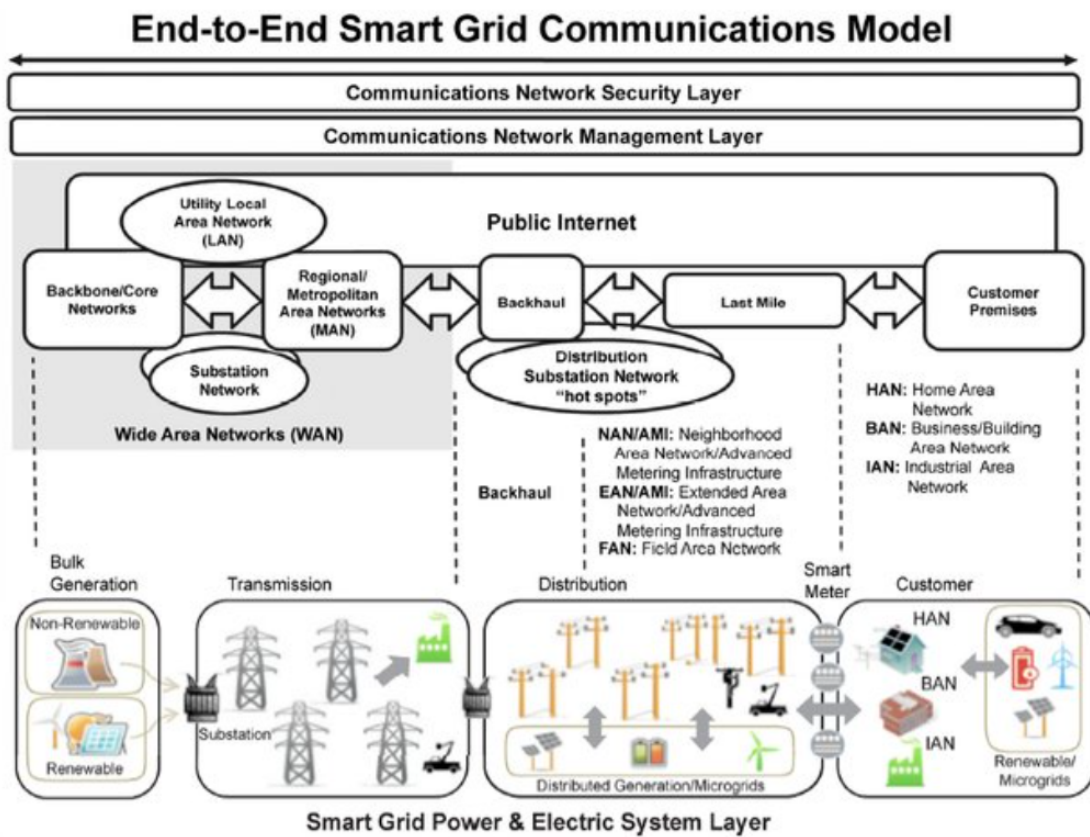 End-to-End Smart Grid Communications Model
Communications Network Security Layer
Communications Network Management Layer
Utility Local
Area Network
(LAN)
Public Internet
Backbone/Core
Networks
Regional/
Metropolitan
Area Networks
(MAN)
Backhaul
Last Mile
Customer
Premises
Substation
Network
Distribution
Substation Network
“hot spots”
Wide Area Networks (WAN)
HAN: Home Area
Network
BAN: Business/Building
Area Network
IAN: Industrial Area
Network
Backhaul
NAN/AMI: Neighborhood
Area Network/Advanced
Metering Infrastructure
EAN/AMI: Extended Area
Network/Advanced
Metering Infrastructure
FAN: Field Area Network
Bulk
Generation
Transmission
Distribution
Smart
Meter
Customer
Non-Renewable
Renewable
Substation
Distributed Generation/Microgrids
HAN
BAN
IAN
Renewable/
Microgrids
Smart Grid Power & Electric System Layer